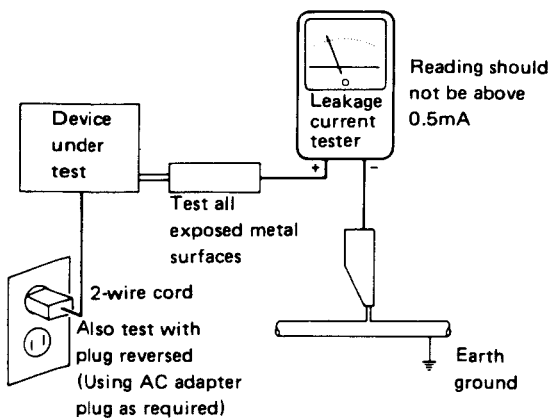 Leakage
current
tester
+
−
Reading should
not be above
0.5mA
Device
under
test
Test all
exposed metal
surfaces
2-wire cord
Also test with
plug reversed
(Using AC adapter
plug as required)
Earth
ground